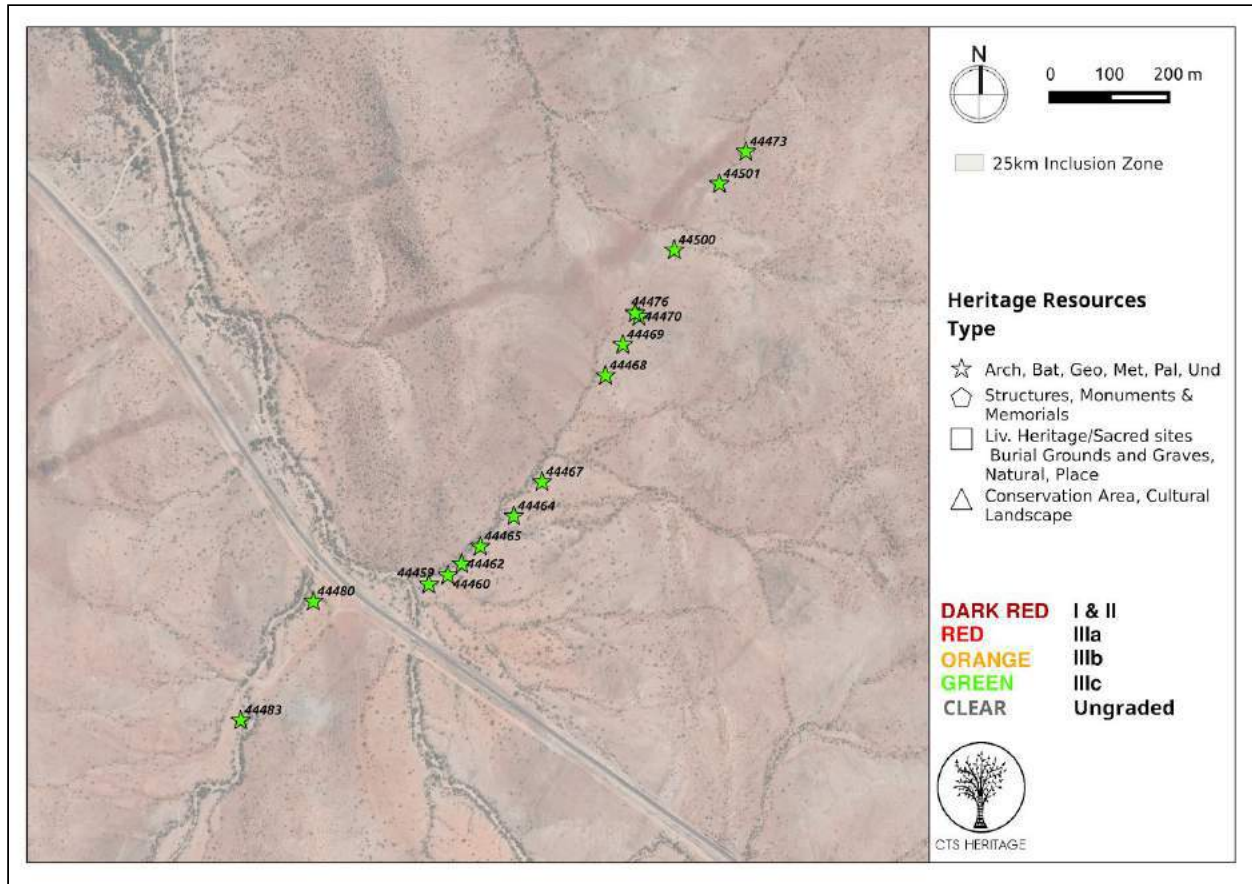 44473
44501
44500
44476
44470
44469
44468
44467
44464
44465
44462
44459
44460
44480
44483
N
0 100 200 m
25km Inclusion Zone
Heritage Resources
Type
Arch, Bat, Geo, Met, Pal, Und
Structures, Monuments &
Memorials
Liv. Heritage/Sacred sites
Burial Grounds and Graves,
Natural, Place
Conservation Area, Cultural
Landscape
DARK RED I & II
RED IIIa
ORANGE IIIb
GREEN IIIc
CLEAR Ungraded
CTS HERITAGE